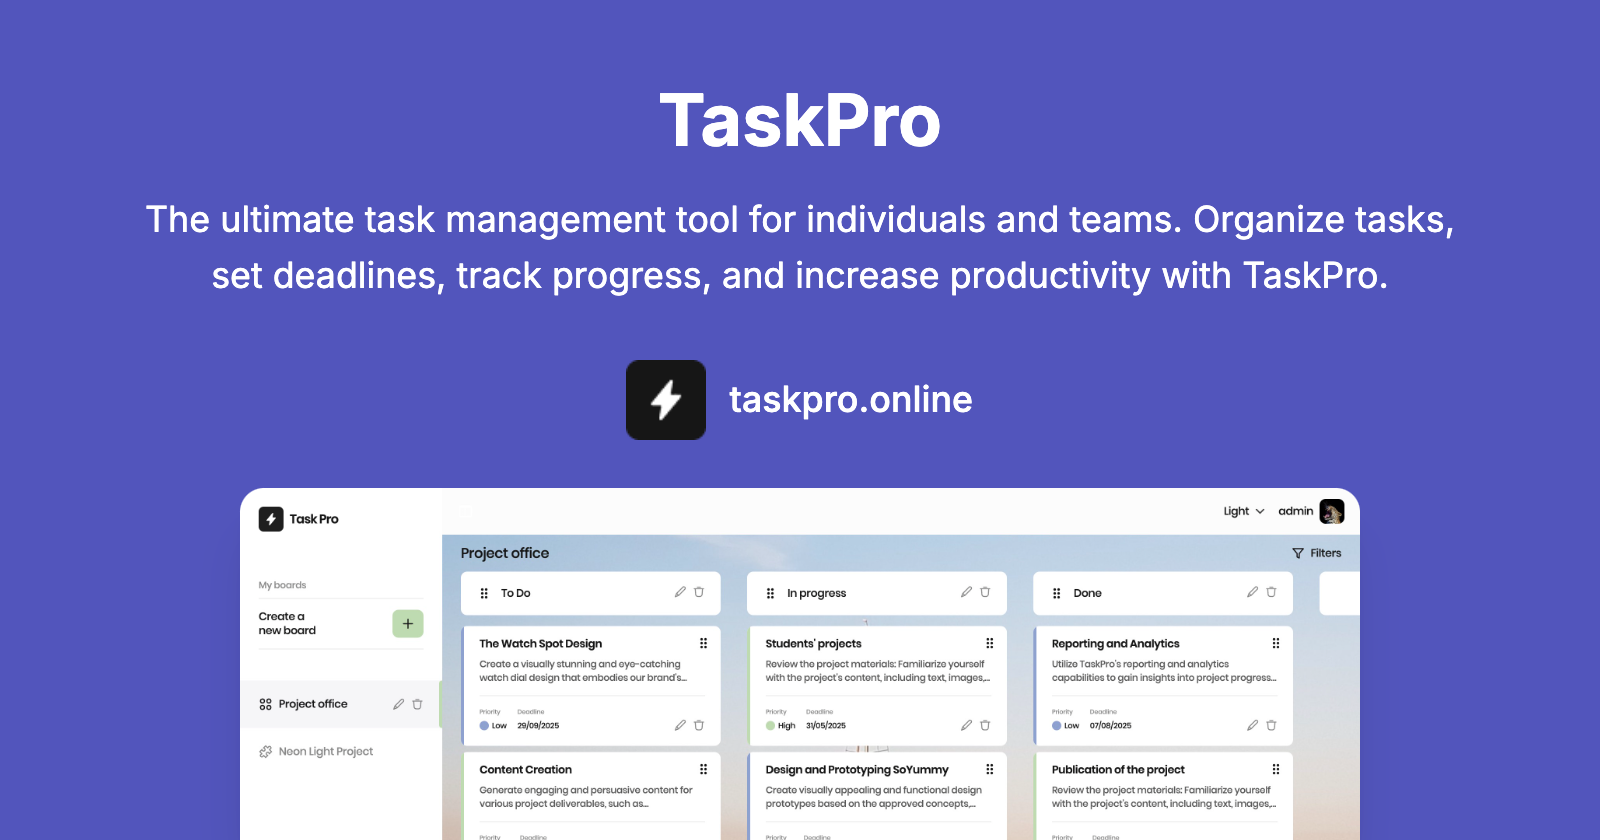 TaskPro
The ultimate task management tool for individuals and teams. Organize tasks,
set deadlines, track progress, and increase productivity with TaskPro.
taskpro.online
Task Pro
Light
admin
My boards
Create a
new board
Project office
Neon Light Project
Project office
Filters
To Do
The Watch Spot Design
Create a visually stunning and eye-catching
watch dial design that embodies our brand's...
Priority Deadline
Low 29/09/2025
Content Creation
Generate engaging and persuasive content for
various project deliverables, such as...
Priority Deadline
In progress
Students' projects
Review the project materials: Familiarize yourself
with the project's content, including text, images,...
Priority Deadline
High 31/05/2025
Design and Prototyping SoYummy
Create visually appealing and functional design
prototypes based on the approved concepts,...
Priority Deadline
Done
Reporting and Analytics
Utilize TaskPro's reporting and analytics
capabilities to gain insights into project progress...
Priority Deadline
Low 07/08/2025
Publication of the project
Review the project materials: Familiarize yourself
with the project's content, including text, images,...
Priority Deadline